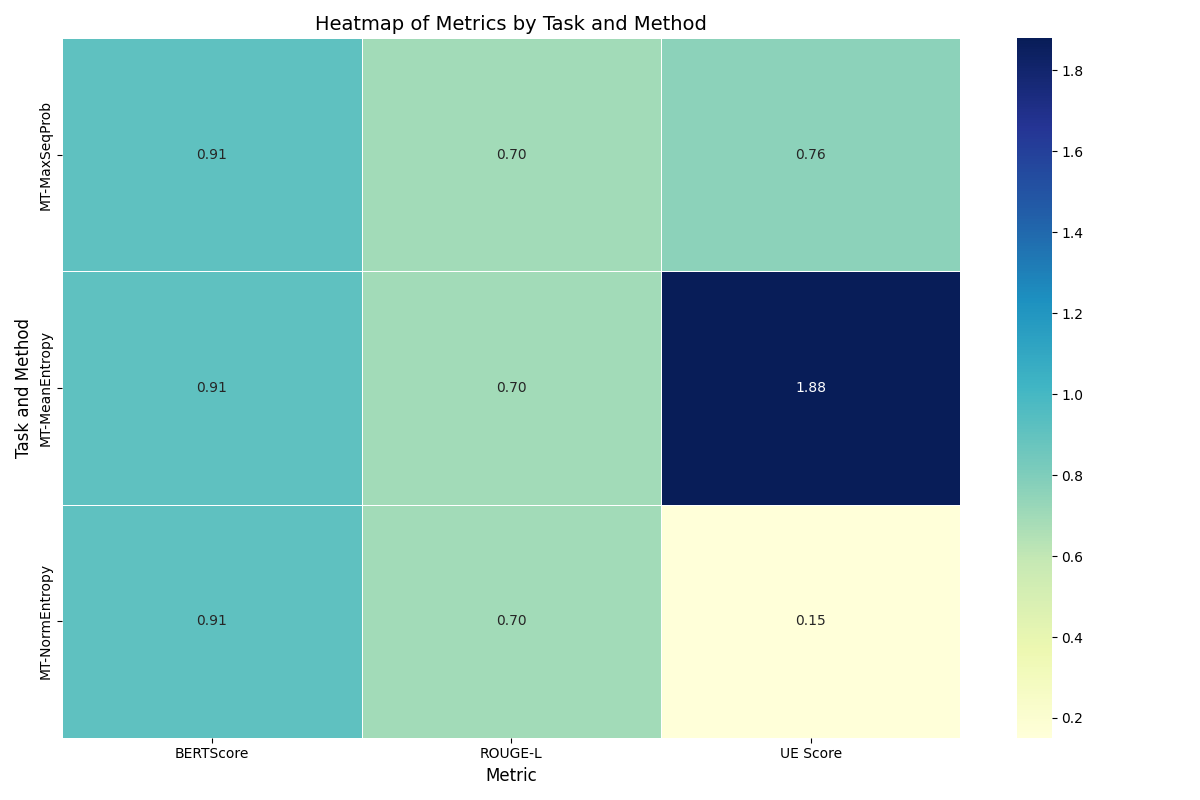 Heatmap of Metrics by Task and Method
Task and Method
MT-MaxSeqProb
0.91 0.70 0.76
MT-MeanEntropy
0.91 0.70 1.88
MT-NormEntropy
0.91 0.70 0.15
BERTScore ROUGE-L UE Score
Metric
1.8
1.6
1.4
1.2
1.0
0.8
0.6
0.4
0.2